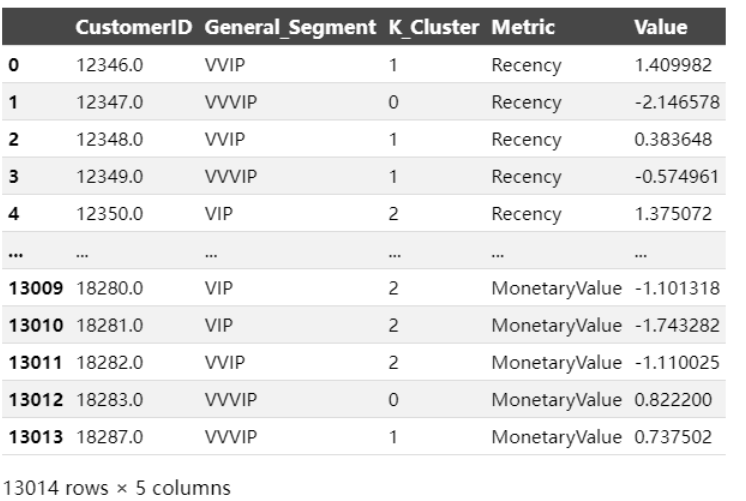 CustomerID General_Segment K_Cluster Metric Value
0 12346.0 VVIP 1 Recency 1.409982
1 12347.0 VVVIP 0 Recency -2.146578
2 12348.0 VVIP 1 Recency 0.383648
3 12349.0 VVVIP 1 Recency -0.574961
4 12350.0 VIP 2 Recency 1.375072
... ... ... ... ... ...
13009 18280.0 VIP 2 MonetaryValue -1.101318
13010 18281.0 VIP 2 MonetaryValue -1.743282
13011 18282.0 VVIP 2 MonetaryValue -1.110025
13012 18283.0 VVVIP 0 MonetaryValue 0.822200
13013 18287.0 VVVIP 1 MonetaryValue 0.737502
13014 rows × 5 columns